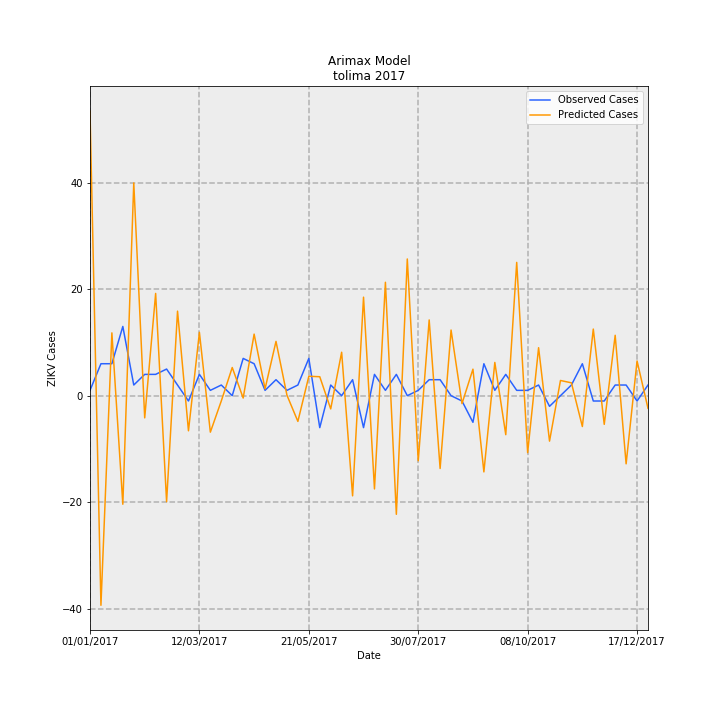 Arimax Model
tolima 2017
Observed Cases
Predicted Cases
ZIKV Cases
40
20
0
−20
−40
01/01/2017
12/03/2017
21/05/2017
30/07/2017
08/10/2017
17/12/2017
Date